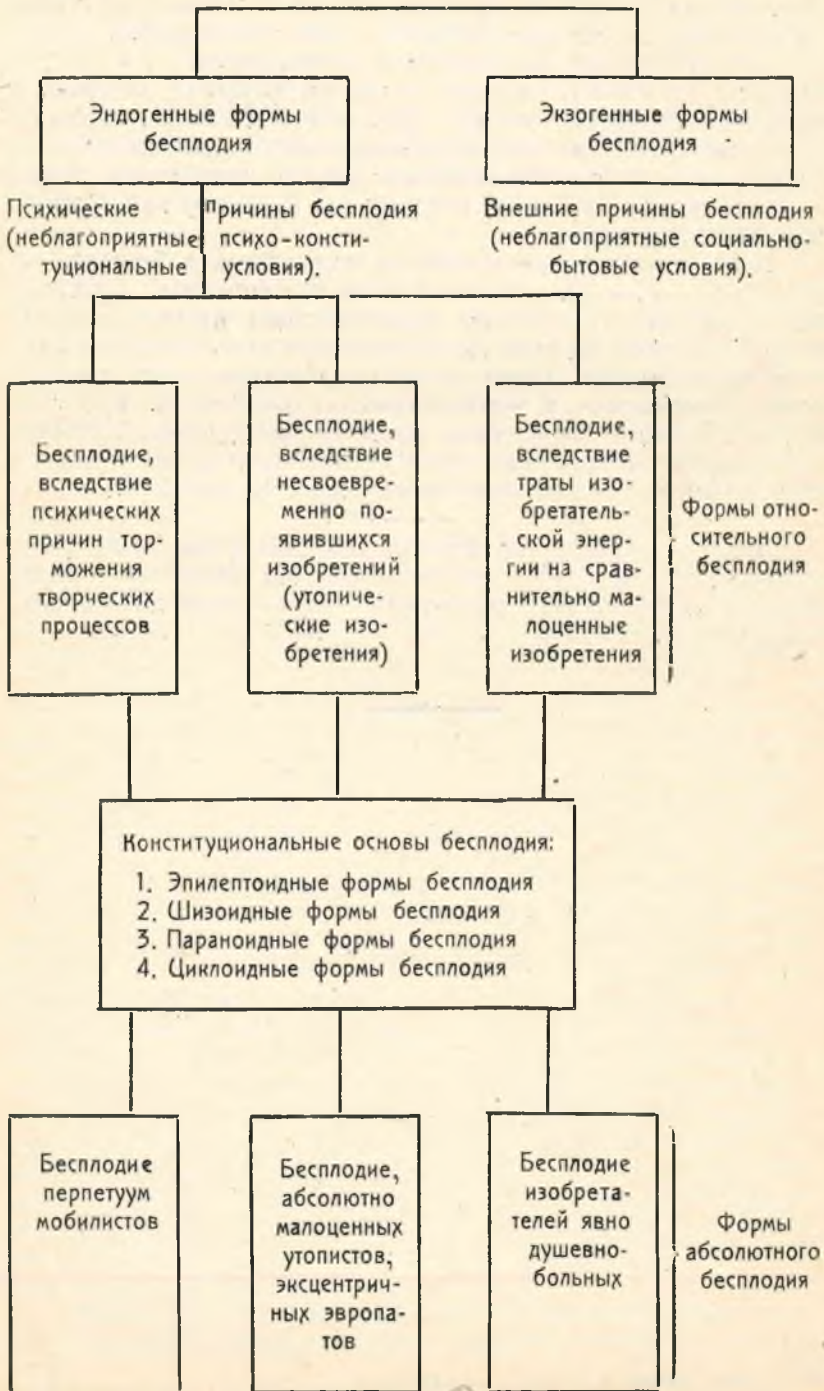 Эндогенные формы
бесплодия
Экзогенные формы
бесплодия
Психические причины бесплодия
(неблагоприятные психо-консти-
туциональные условия).
Внешние причины бесплодия
(неблагоприятные социально-
бытовые условия).
Бесплодие,
вследствие
психических
причин тор-
можения
творческих
процессов
Бесплодие,
вследствие
несвоевре-
менно по-
явившихся
изобретений
(утопиче-
ские изо-
бретения)
Бесплодие,
вследствие
траты изо-
бретатель-
ской энер-
гии на срав-
нительно ма-
лоценные
изобретения
Формы отно-
сительного
бесплодия
Конституциональные основы бесплодия:
1. Эпилептоидные формы бесплодия
2. Шизоидные формы бесплодия
3. Параноидные формы бесплодия
4. Циклоидные формы бесплодия
Бесплодие
перпетуум
мобилистов
Бесплодие,
абсолютно
малоценных
утопистов,
эксцентрич-
ных эвропа-
тов
Бесплодие
изобрета-
телей явно
душевно-
больных
Формы
абсолютного
бесплодия